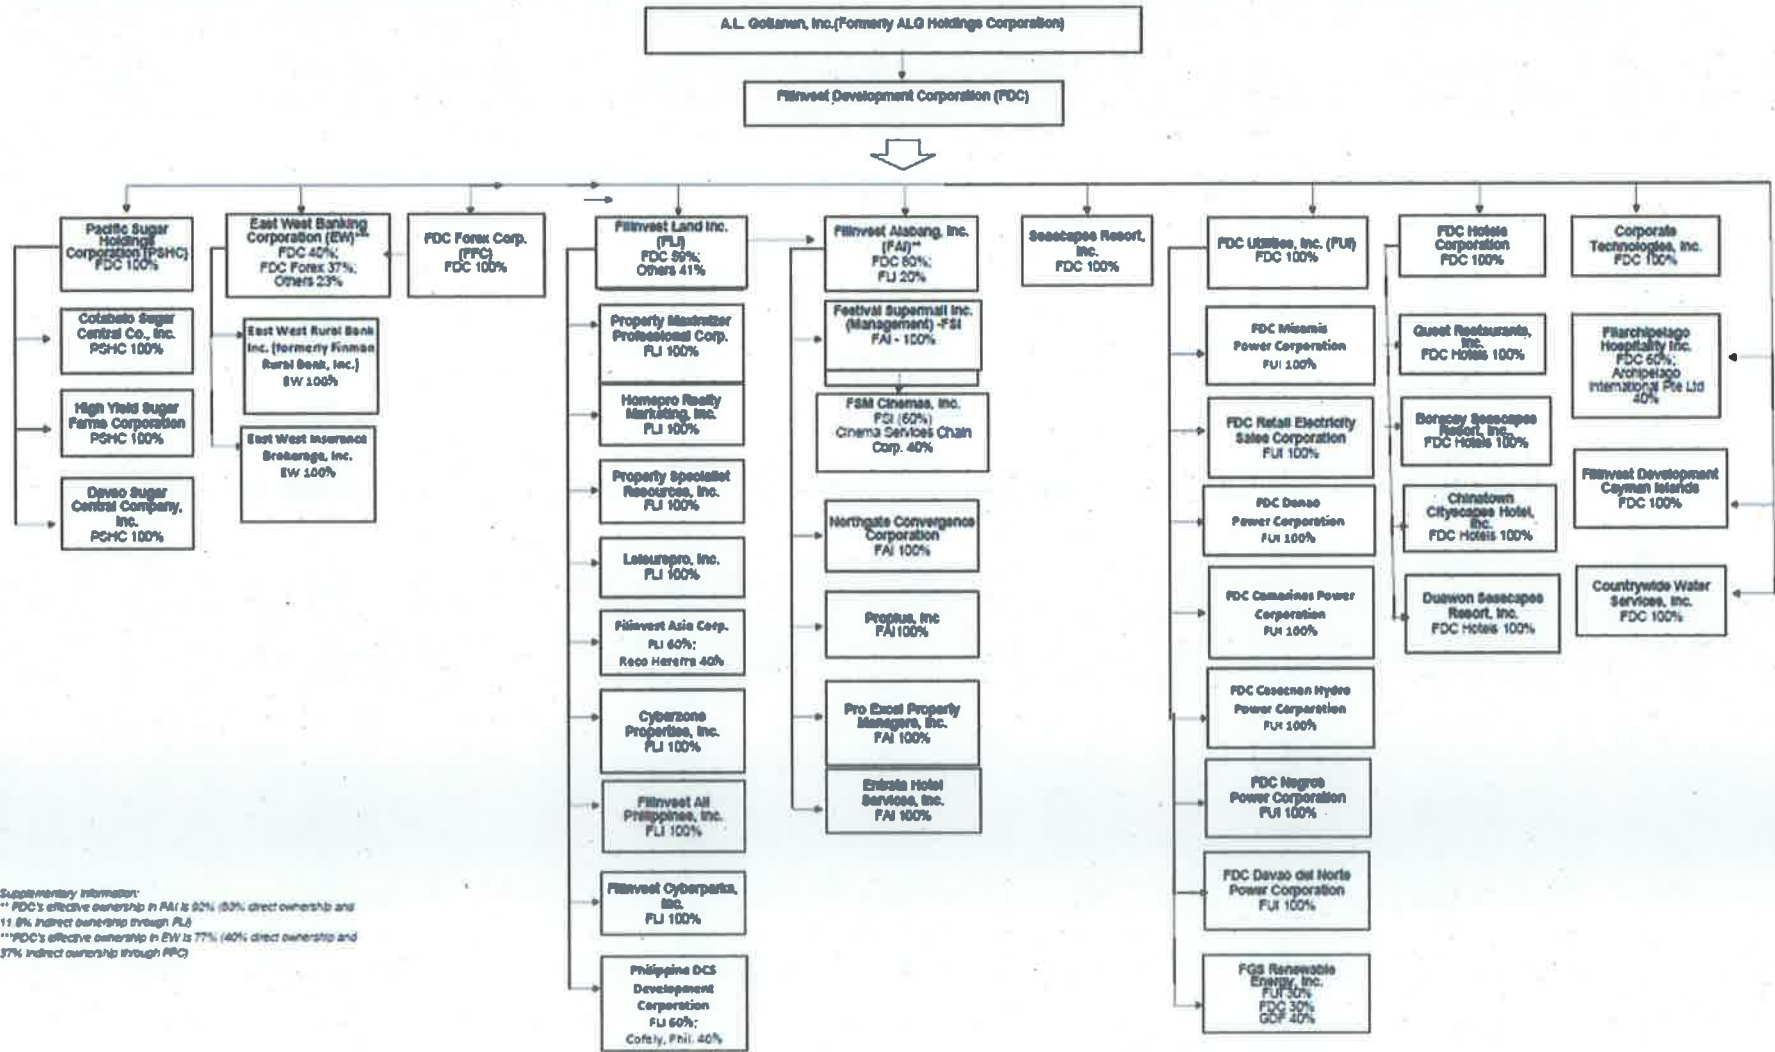 A.L. Gotianun, Inc.(Formerly ALG Holdings Corporation)
Filinvest Development Corporation (FDC)
Pacific Sugar
Holdings
Corporation (PSHC)
FDC 100%
Cotabato Sugar
Central Co., Inc.
PSHC 100%
High Yield Sugar
Farms Corporation
PSHC 100%
Davao Sugar
Central Company,
Inc.
PSHC 100%
East West Banking
Corporation (EW)***
FDC 40%;
FDC Forex 37%;
Others 23%
East West Rural Bank
Inc. (formerly Finman
Rural Bank, Inc.)
EW 100%
East West Insurance
Brokerage, Inc.
EW 100%
FDC Forex Corp.
(FFC)
FDC 100%
Filinvest Land Inc.
(FLI)
FDC 59%;
Others 41%
Property Maximizer
Professional Corp.
FLI 100%
Homepro Realty
Marketing, Inc.
FLI 100%
Property Specialist
Resources, Inc.
FLI 100%
Leisurepro, Inc.
FLI 100%
Filinvest Asia Corp.
FLI 60%;
Reco Hererra 40%
Cyberzone
Properties, Inc.
FLI 100%
Filinvest All
Philippines, Inc.
FLI 100%
Filinvest Cyberparks,
Inc.
FLI 100%
Philippine DCS
Development
Corporation
FLI 60%;
Cofely, Phil. 40%
Filinvest Alabang, Inc.
(FAI)**
FDC 80%;
FLI 20%
Festival Supermall Inc.
(Management) -FSI
FAI - 100%
FSM Cinemas, Inc.
FSI (60%)
Cinema Services Chain
Corp. 40%
Northgate Convergence
Corporation
FAI 100%
Proplus, Inc
FAI100%
Pro Excel Property
Managers, Inc.
FAI 100%
Entrata Hotel
Services, Inc.
FAI 100%
Seascapes Resort,
Inc.
FDC 100%
FDC Utilities, Inc. (FUI)
FDC 100%
FDC Misamis
Power Corporation
FUI 100%
FDC Retail Electricity
Sales Corporation
FUI 100%
FDC Danao
Power Corporation
FUI 100%
FDC Camarines Power
Corporation
FUI 100%
FDC Casecnan Hydro
Power Corporation
FUI 100%
FDC Negros
Power Corporation
FUI 100%
FDC Davao del Norte
Power Corporation
FUI 100%
FGS Renewable
Energy, Inc.
FUI 30%
FDC 30%
GDF 40%
FDC Hotels
Corporation
FDC 100%
Quest Restaurants,
Inc.
FDC Hotels 100%
Boracay Seascapes
Resort, Inc.
FDC Hotels 100%
Chinatown
Cityscapes Hotel,
Inc.
FDC Hotels 100%
Duawon Seascapes
Resort, Inc.
FDC Hotels 100%
Corporate
Technologies, Inc.
FDC 100%
Filarchipelago
Hospitality Inc.
FDC 60%;
Archipelago
International Pte Ltd
40%
Filinvest Development
Cayman Islands
FDC 100%
Countrywide Water
Services, Inc.
FDC 100%
Supplementary Information:
** FDC's effective ownership in FAI is 92% (80% direct ownership and
11.8% indirect ownership through FLI)
***FDC's effective ownership in EW is 77% (40% direct ownership and
37% indirect ownership through FFC)